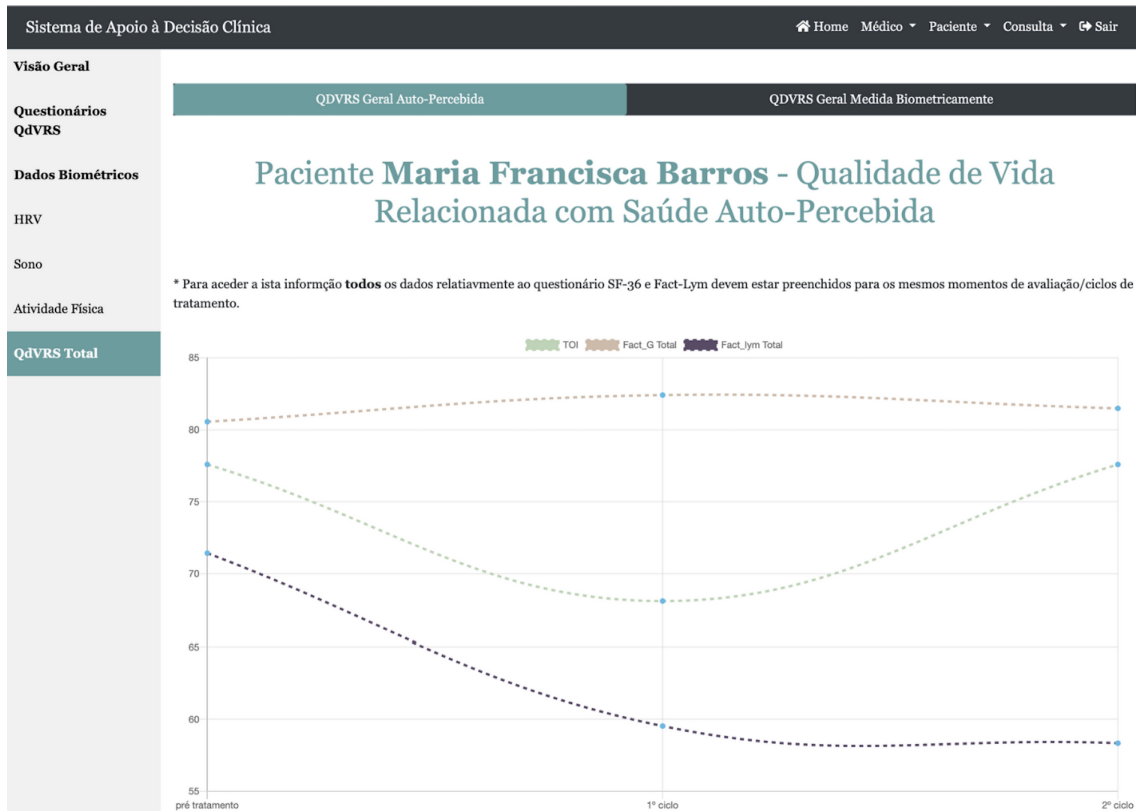 Sistema de Apoio à Decisão Clínica
Home Médico Paciente Consulta Sair
Visão Geral
Questionários
QdVRS
Dados Biométricos
HRV
Sono
Atividade Física
QdVRS Total
QDVRS Geral Auto-Percebida QDVRS Geral Medida Biometricamente
Paciente Maria Francisca Barros - Qualidade de Vida
Relacionada com Saúde Auto-Percebida
* Para aceder a ista informção todos os dados relatiavmente ao questionário SF-36 e Fact-Lym devem estar preenchidos para os mesmos momentos de avaliação/ciclos de
tratamento.
TOI Fact_G Total Fact_lym Total
85
80
75
70
65
60
55
pré tratamento 1º ciclo 2º ciclo